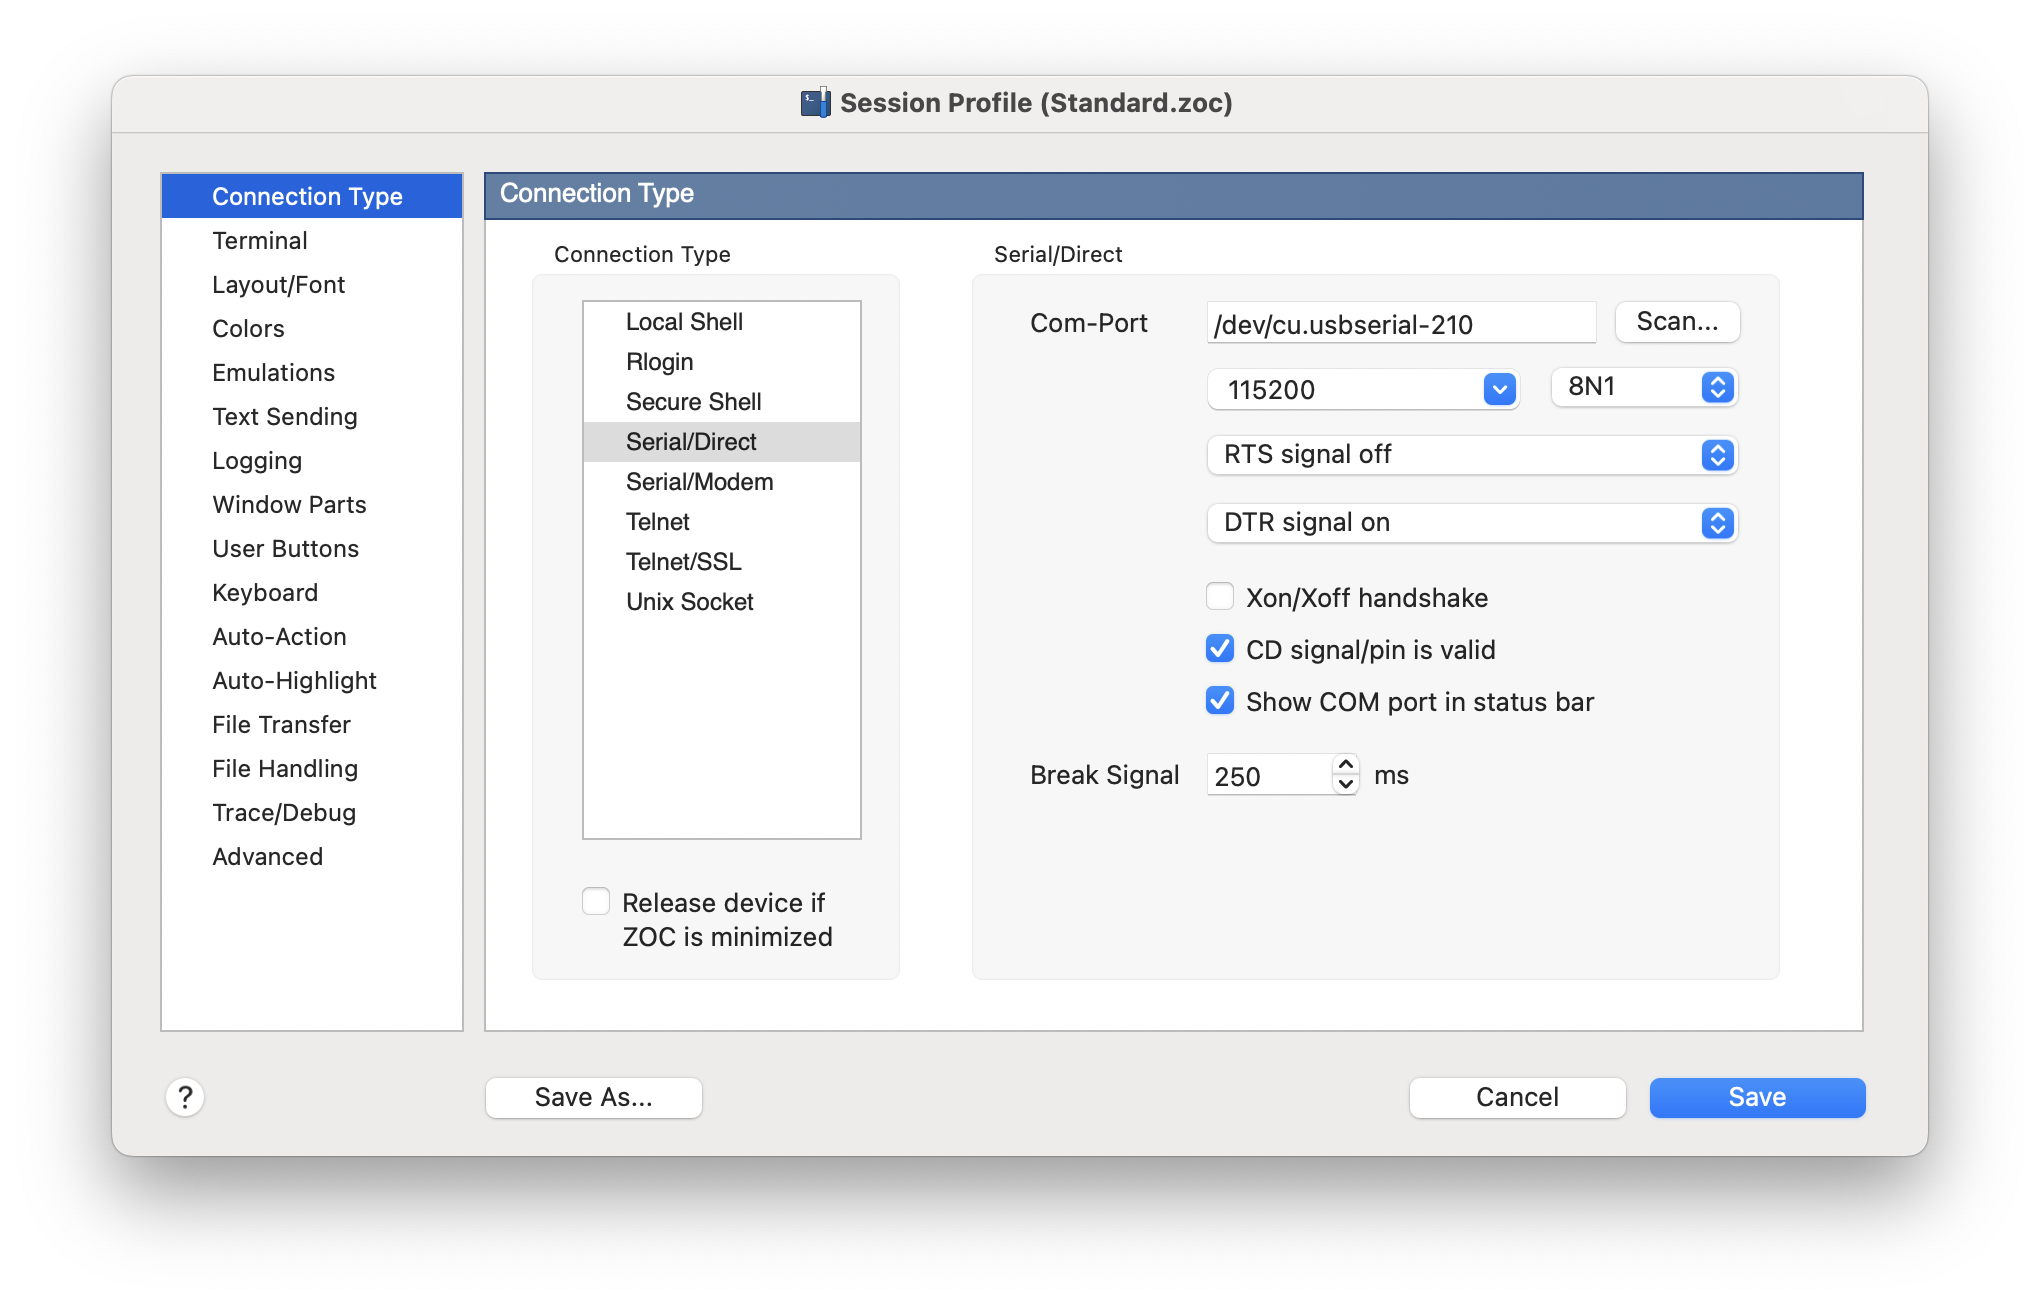 Session Profile (Standard.zoc)
Connection Type
Terminal
Layout/Font
Colors
Emulations
Text Sending
Logging
Window Parts
User Buttons
Keyboard
Auto-Action
Auto-Highlight
File Transfer
File Handling
Trace/Debug
Advanced
Connection Type
Connection Type
Local Shell
Rlogin
Secure Shell
Serial/Direct
Serial/Modem
Telnet
Telnet/SSL
Unix Socket
Release device if
ZOC is minimized
Serial/Direct
Com-Port /dev/cu.usbserial-210 Scan...
115200 8N1
RTS signal off
DTR signal on
Xon/Xoff handshake
CD signal/pin is valid
Show COM port in status bar
Break Signal 250 ms
? Save As... Cancel Save